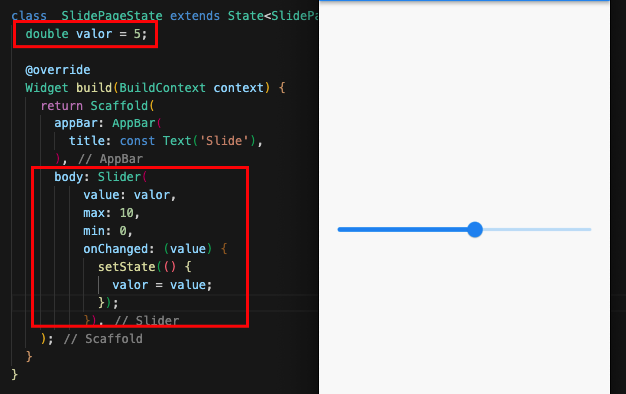 class _SlidePageState extends State<SlidePa
double valor = 5;
@override
Widget build(BuildContext context) {
return Scaffold(
appBar: AppBar(
title: const Text('Slide'),
), // AppBar
body: Slider(
value: valor,
max: 10,
min: 0,
onChanged: (value) {
setState(() {
valor = value;
});
}), // Slider
); // Scaffold
}
}